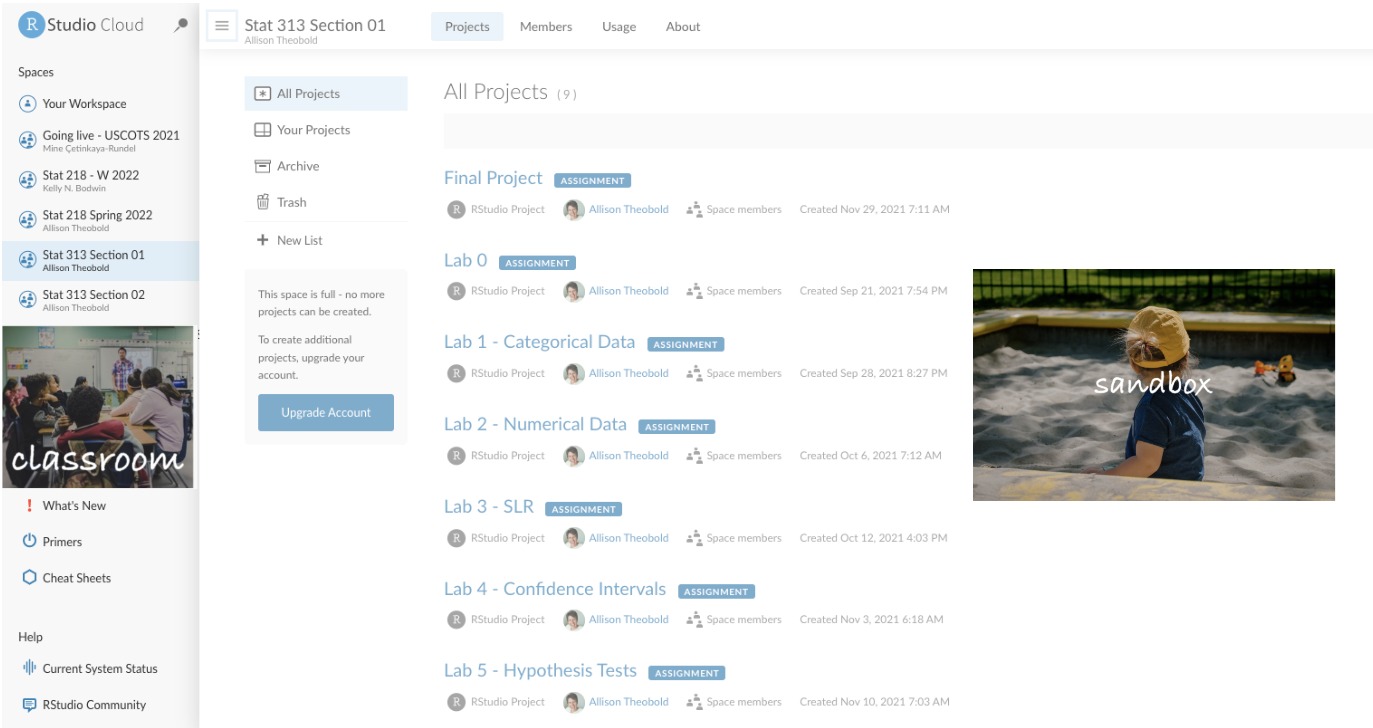 R Studio Cloud
Spaces
Your Workspace
Going live - USCOTS 2021
Mine Çetinkaya-Rundel
Stat 218 - W 2022
Kelly N. Bodwin
Stat 218 Spring 2022
Allison Theobold
Stat 313 Section 01
Allison Theobold
Stat 313 Section 02
Allison Theobold
classroom
What's New
Primers
Cheat Sheets
Help
Current System Status
RStudio Community
Stat 313 Section 01
Allison Theobold
Projects Members Usage About
All Projects
Your Projects
Archive
Trash
New List
This space is full - no more
projects can be created.
To create additional
projects, upgrade your
account.
Upgrade Account
All Projects (9)
Final Project ASSIGNMENT
R RStudio Project Allison Theobold Space members Created Nov 29, 2021 7:11 AM
Lab 0 ASSIGNMENT
R RStudio Project Allison Theobold Space members Created Sep 21, 2021 7:54 PM
Lab 1 - Categorical Data ASSIGNMENT
R RStudio Project Allison Theobold Space members Created Sep 28, 2021 8:27 PM
Lab 2 - Numerical Data ASSIGNMENT
R RStudio Project Allison Theobold Space members Created Oct 6, 2021 7:12 AM
Lab 3 - SLR ASSIGNMENT
R RStudio Project Allison Theobold Space members Created Oct 12, 2021 4:03 PM
Lab 4 - Confidence Intervals ASSIGNMENT
R RStudio Project Allison Theobold Space members Created Nov 3, 2021 6:18 AM
Lab 5 - Hypothesis Tests ASSIGNMENT
R RStudio Project Allison Theobold Space members Created Nov 10, 2021 7:03 AM
sandbox